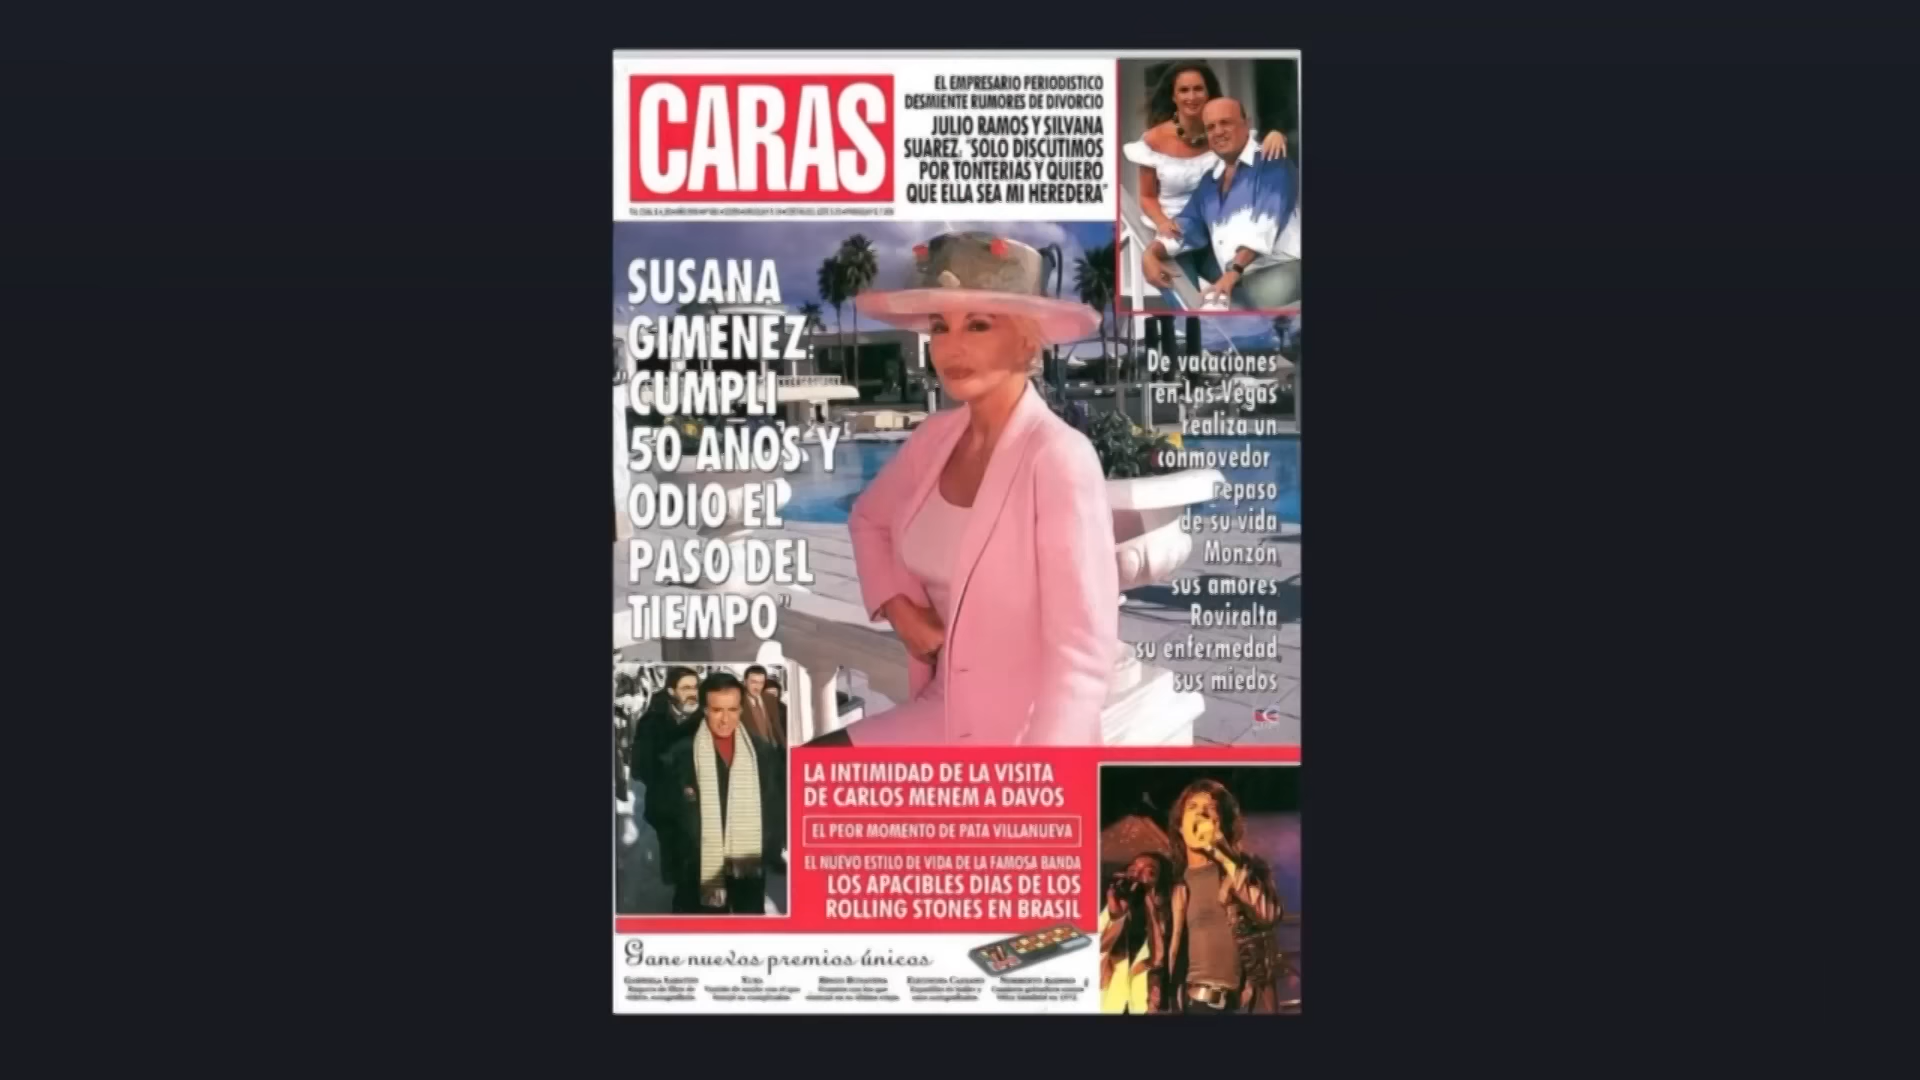 CARAS
EL EMPRESARIO PERIODISTICO
DESMIENTE RUMORES DE DIVORCIO
JULIO RAMOS Y SILVANA
SUAREZ. "SOLO DISCUTIMOS
POR TONTERIAS Y QUIERO
QUE ELLA SEA MI HEREDERA"
SUSANA
GIMENEZ:
"CUMPLI
50 AÑOS Y
ODIO EL
PASO DEL
TIEMPO"
De vacaciones
en Las Vegas
realiza un
conmovedor
repaso
de su vida
Monzón,
sus amores
Roviralta,
su enfermedad,
sus miedos
LA INTIMIDAD DE LA VISITA
DE CARLOS MENEM A DAVOS
EL PEOR MOMENTO DE PATA VILLANUEVA
EL NUEVO ESTILO DE VIDA DE LA FAMOSA BANDA
LOS APACIBLES DIAS DE LOS
ROLLING STONES EN BRASIL
Gane nuevos premios únicos